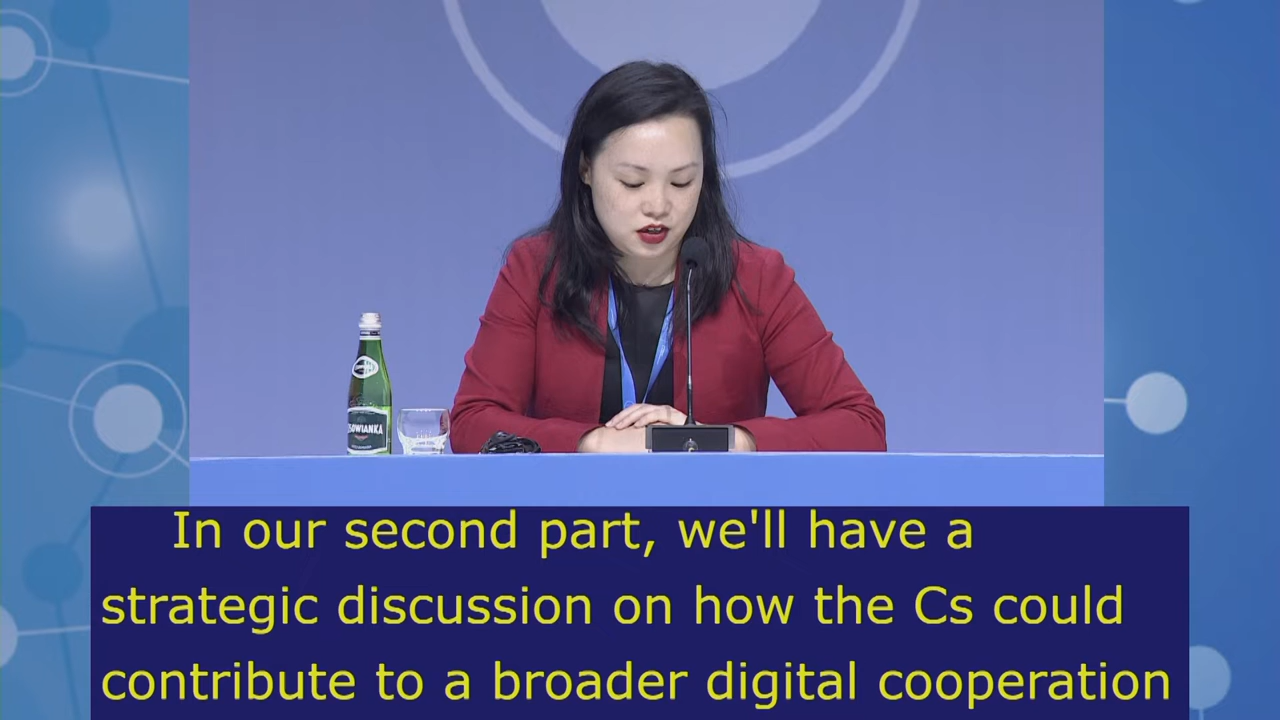 OWIANKA
In our second part, we'll have a
strategic discussion on how the Cs could
contribute to a broader digital cooperation